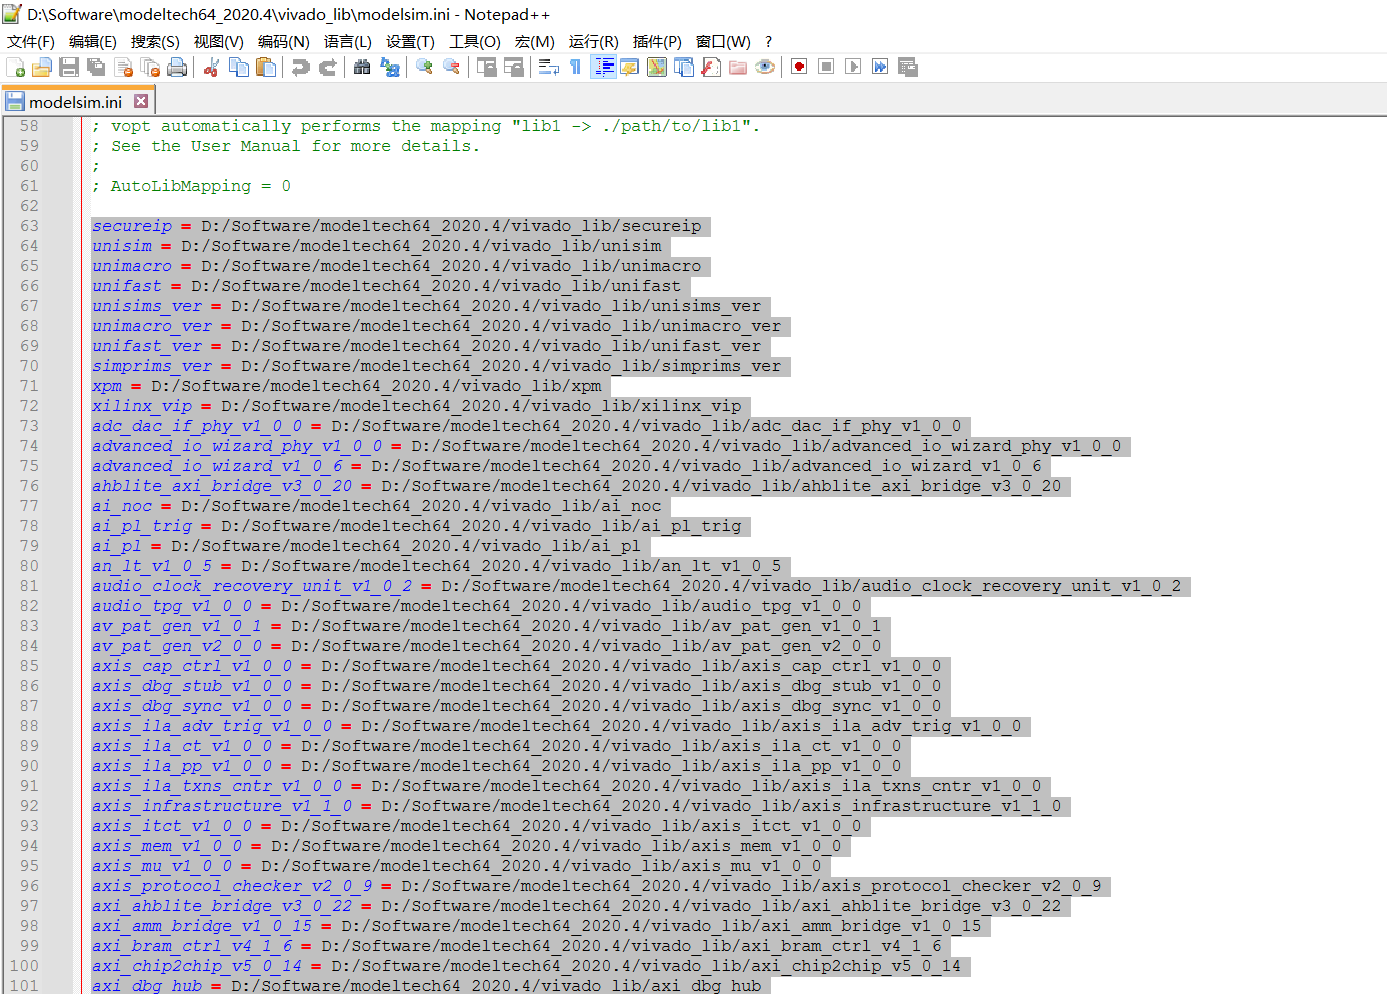 D:\Software\modeltech64_2020.4\vivado_lib\modelsim.ini - Notepad++
文件(F) 编辑(E) 搜索(S) 视图(V) 编码(N) 语言(L) 设置(T) 工具(O) 宏(M) 运行(R) 插件(P) 窗口(W) ?
modelsim.ini
58 ; vopt automatically performs the mapping "lib1 -> ./path/to/lib1".
59 ; See the User Manual for more details.
60 ;
61 ; AutoLibMapping = 0
62
63 secureip = D:/Software/modeltech64_2020.4/vivado_lib/secureip
64 unisim = D:/Software/modeltech64_2020.4/vivado_lib/unisim
65 unimacro = D:/Software/modeltech64_2020.4/vivado_lib/unimacro
66 unifast = D:/Software/modeltech64_2020.4/vivado_lib/unifast
67 unisims_ver = D:/Software/modeltech64_2020.4/vivado_lib/unisims_ver
68 unimacro_ver = D:/Software/modeltech64_2020.4/vivado_lib/unimacro_ver
69 unifast_ver = D:/Software/modeltech64_2020.4/vivado_lib/unifast_ver
70 simprims_ver = D:/Software/modeltech64_2020.4/vivado_lib/simprims_ver
71 xpm = D:/Software/modeltech64_2020.4/vivado_lib/xpm
72 xilinx_vip = D:/Software/modeltech64_2020.4/vivado_lib/xilinx_vip
73 adc_dac_if_phy_v1_0_0 = D:/Software/modeltech64_2020.4/vivado_lib/adc_dac_if_phy_v1_0_0
74 advanced_io_wizard_phy_v1_0_0 = D:/Software/modeltech64_2020.4/vivado_lib/advanced_io_wizard_phy_v1_0_0
75 advanced_io_wizard_v1_0_6 = D:/Software/modeltech64_2020.4/vivado_lib/advanced_io_wizard_v1_0_6
76 ahblite_axi_bridge_v3_0_20 = D:/Software/modeltech64_2020.4/vivado_lib/ahblite_axi_bridge_v3_0_20
77 ai_noc = D:/Software/modeltech64_2020.4/vivado_lib/ai_noc
78 ai_pl_trig = D:/Software/modeltech64_2020.4/vivado_lib/ai_pl_trig
79 ai_pl = D:/Software/modeltech64_2020.4/vivado_lib/ai_pl
80 an_lt_v1_0_5 = D:/Software/modeltech64_2020.4/vivado_lib/an_lt_v1_0_5
81 audio_clock_recovery_unit_v1_0_2 = D:/Software/modeltech64_2020.4/vivado_lib/audio_clock_recovery_unit_v1_0_2
82 audio_tpg_v1_0_0 = D:/Software/modeltech64_2020.4/vivado_lib/audio_tpg_v1_0_0
83 av_pat_gen_v1_0_1 = D:/Software/modeltech64_2020.4/vivado_lib/av_pat_gen_v1_0_1
84 av_pat_gen_v2_0_0 = D:/Software/modeltech64_2020.4/vivado_lib/av_pat_gen_v2_0_0
85 axis_cap_ctrl_v1_0_0 = D:/Software/modeltech64_2020.4/vivado_lib/axis_cap_ctrl_v1_0_0
86 axis_dbg_stub_v1_0_0 = D:/Software/modeltech64_2020.4/vivado_lib/axis_dbg_stub_v1_0_0
87 axis_dbg_sync_v1_0_0 = D:/Software/modeltech64_2020.4/vivado_lib/axis_dbg_sync_v1_0_0
88 axis_ila_adv_trig_v1_0_0 = D:/Software/modeltech64_2020.4/vivado_lib/axis_ila_adv_trig_v1_0_0
89 axis_ila_ct_v1_0_0 = D:/Software/modeltech64_2020.4/vivado_lib/axis_ila_ct_v1_0_0
90 axis_ila_pp_v1_0_0 = D:/Software/modeltech64_2020.4/vivado_lib/axis_ila_pp_v1_0_0
91 axis_ila_txns_cntr_v1_0_0 = D:/Software/modeltech64_2020.4/vivado_lib/axis_ila_txns_cntr_v1_0_0
92 axis_infrastructure_v1_1_0 = D:/Software/modeltech64_2020.4/vivado_lib/axis_infrastructure_v1_1_0
93 axis_itct_v1_0_0 = D:/Software/modeltech64_2020.4/vivado_lib/axis_itct_v1_0_0
94 axis_mem_v1_0_0 = D:/Software/modeltech64_2020.4/vivado_lib/axis_mem_v1_0_0
95 axis_mu_v1_0_0 = D:/Software/modeltech64_2020.4/vivado_lib/axis_mu_v1_0_0
96 axis_protocol_checker_v2_0_9 = D:/Software/modeltech64_2020.4/vivado_lib/axis_protocol_checker_v2_0_9
97 axi_ahblite_bridge_v3_0_22 = D:/Software/modeltech64_2020.4/vivado_lib/axi_ahblite_bridge_v3_0_22
98 axi_amm_bridge_v1_0_15 = D:/Software/modeltech64_2020.4/vivado_lib/axi_amm_bridge_v1_0_15
99 axi_bram_ctrl_v4_1_6 = D:/Software/modeltech64_2020.4/vivado_lib/axi_bram_ctrl_v4_1_6
100 axi_chip2chip_v5_0_14 = D:/Software/modeltech64_2020.4/vivado_lib/axi_chip2chip_v5_0_14
101 axi_dbg_hub = D:/Software/modeltech64_2020.4/vivado_lib/axi_dbg_hub